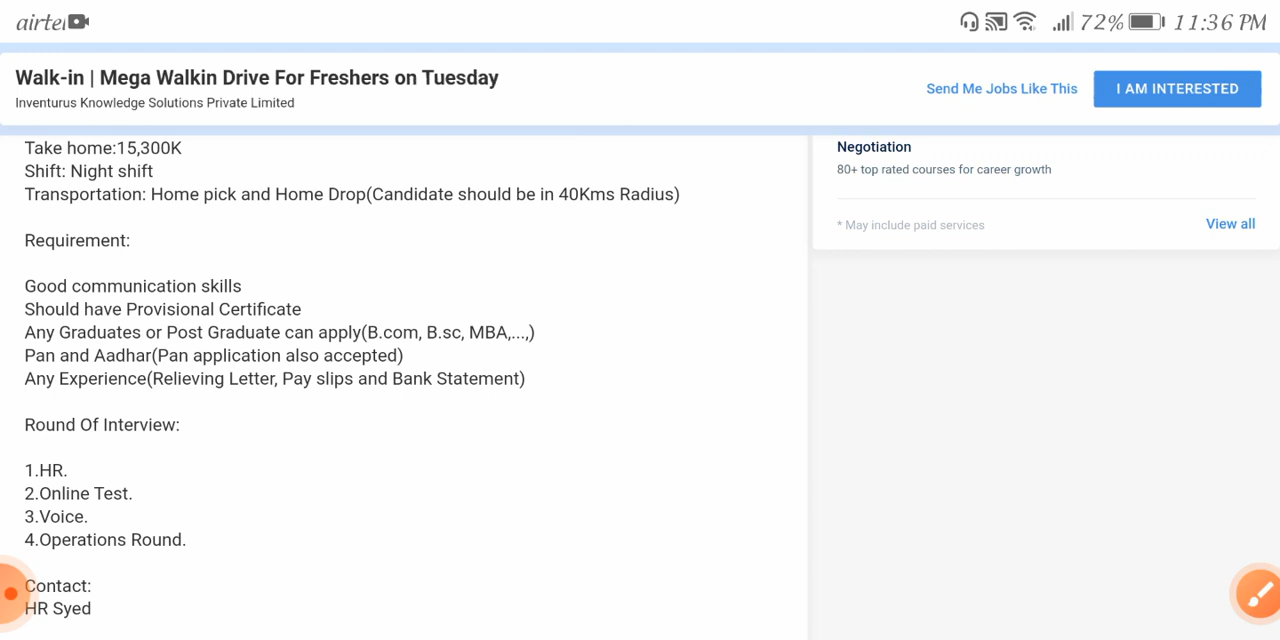 airtel
72%
11:36 PM
Walk-in | Mega Walkin Drive For Freshers on Tuesday
Inventurus Knowledge Solutions Private Limited
Send Me Jobs Like This
I AM INTERESTED
Take home:15,300K
Shift: Night shift
Transportation: Home pick and Home Drop(Candidate should be in 40Kms Radius)
Requirement:
Good communication skills
Should have Provisional Certificate
Any Graduates or Post Graduate can apply(B.com, B.sc, MBA,...,)
Pan and Aadhar(Pan application also accepted)
Any Experience(Relieving Letter, Pay slips and Bank Statement)
Round Of Interview:
1.HR.
2.Online Test.
3.Voice.
4.Operations Round.
Contact:
HR Syed
Negotiation
80+ top rated courses for career growth
* May include paid services
View all